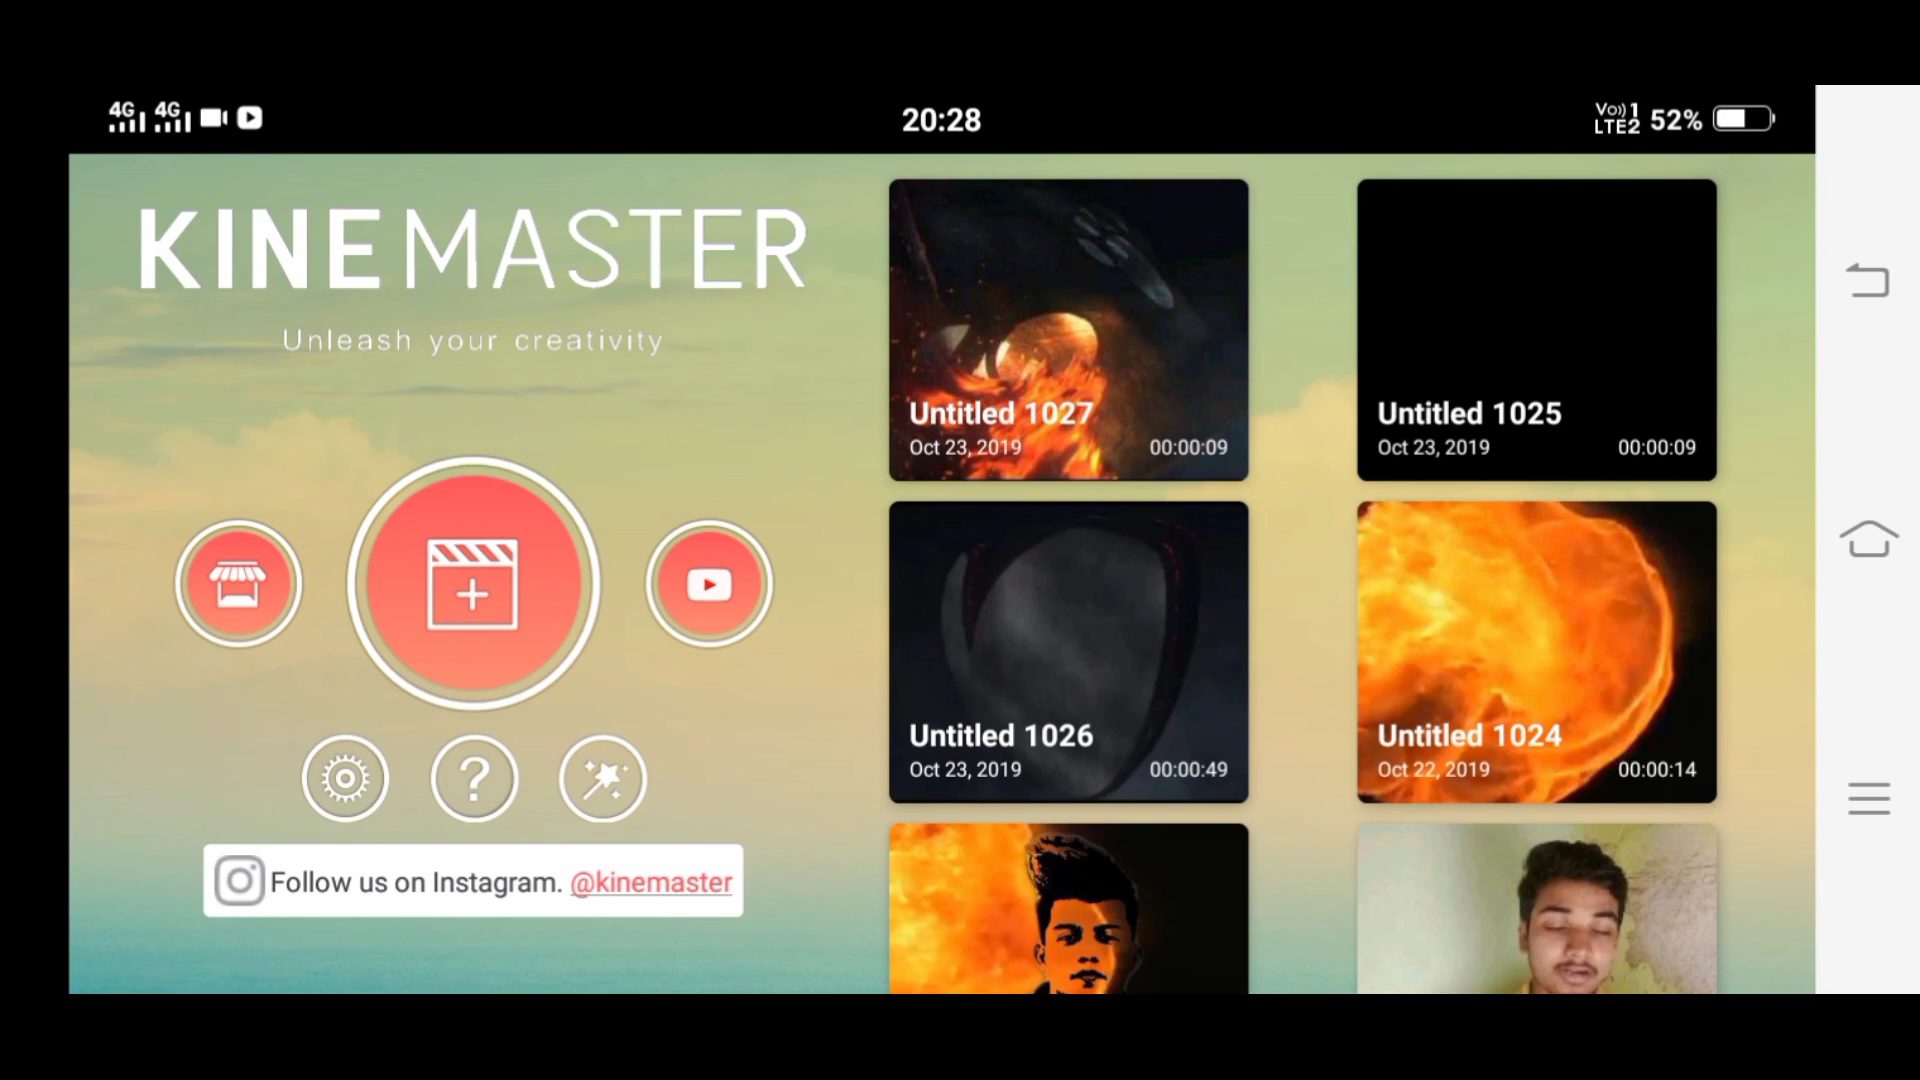 4G 4G
20:28
Vo)) 1
LTE2 52%
KINEMASTER
Unleash your creativity
Follow us on Instagram. @kinemaster
Untitled 1027
Oct 23, 2019 00:00:09
Untitled 1025
Oct 23, 2019 00:00:09
Untitled 1026
Oct 23, 2019 00:00:49
Untitled 1024
Oct 22, 2019 00:00:14